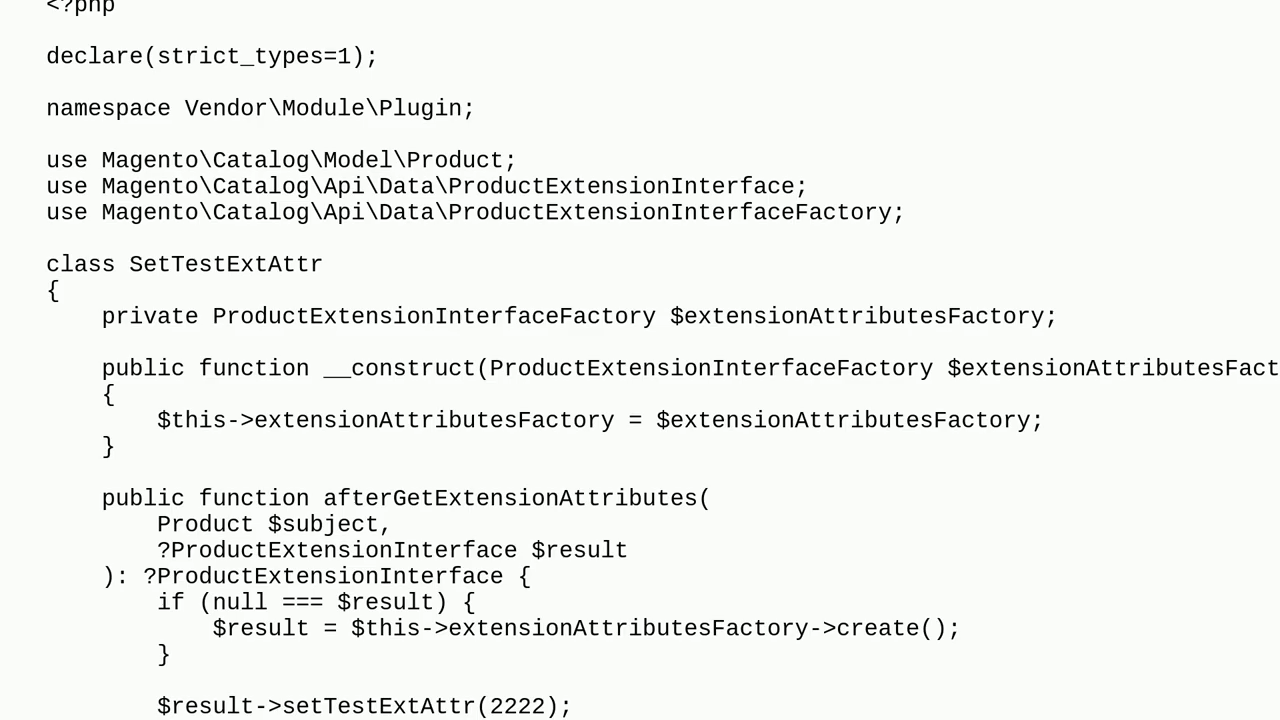 <?php
declare(strict_types=1);
namespace Vendor\Module\Plugin;
use Magento\Catalog\Model\Product;
use Magento\Catalog\Api\Data\ProductExtensionInterface;
use Magento\Catalog\Api\Data\ProductExtensionInterfaceFactory;
class SetTestExtAttr
{
    private ProductExtensionInterfaceFactory $extensionAttributesFactory;
    public function __construct(ProductExtensionInterfaceFactory $extensionAttributesFact
    {
        $this->extensionAttributesFactory = $extensionAttributesFactory;
    }
    public function afterGetExtensionAttributes(
        Product $subject,
        ?ProductExtensionInterface $result
    ): ?ProductExtensionInterface {
        if (null === $result) {
            $result = $this->extensionAttributesFactory->create();
        }
        $result->setTestExtAttr(2222);